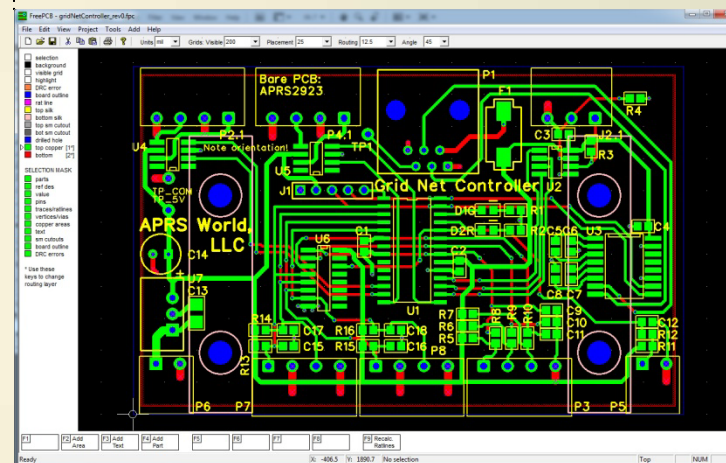 FreePCB - gridNetController_rev0.fpc
File Edit View Project Tools Add Help
Units mil Grids: Visible 200 Placement 25 Routing 12.5 Angle 45
selection
background
visible grid
highlight
DRC error
board outline
rat line
top silk
bottom silk
top sm cutout
bot sm cutout
drilled hole
top copper [1*]
bottom [2*]
SELECTION MASK
parts
ref des
value
pins
traces/ratlines
vertices/vias
copper areas
text
sm cutouts
board outline
DRC errors
* Use these
keys to change
routing layer
Bare PCB:
APRS2923
P1
F1
R4
U4
P2.1
P4.1
TP1
C3
J2.1
R3
Note orientation!
U5
U2
J1
Grid Net Controller
TP_COM
TP_5V
D1G
R1
APRS World,
LLC
U6
C1
D2R
R2
C5
C6
U3
C4
C14
C2
U7
C13
C8
C7
U1
R14
C17
R16
C18
R7
R6
R5
R8
R9
R10
C9
C10
C11
C12
R12
R11
R13
C15
R15
C16
P8
P6
P7
P3
P5
F1
F2 Add Area
F3 Add Text
F4 Add Part
F5
F6
F7
F8
F9 Recalc. Ratlines
Ready
X: -406.5 Y: 1890.7 No selection
Top
NUM